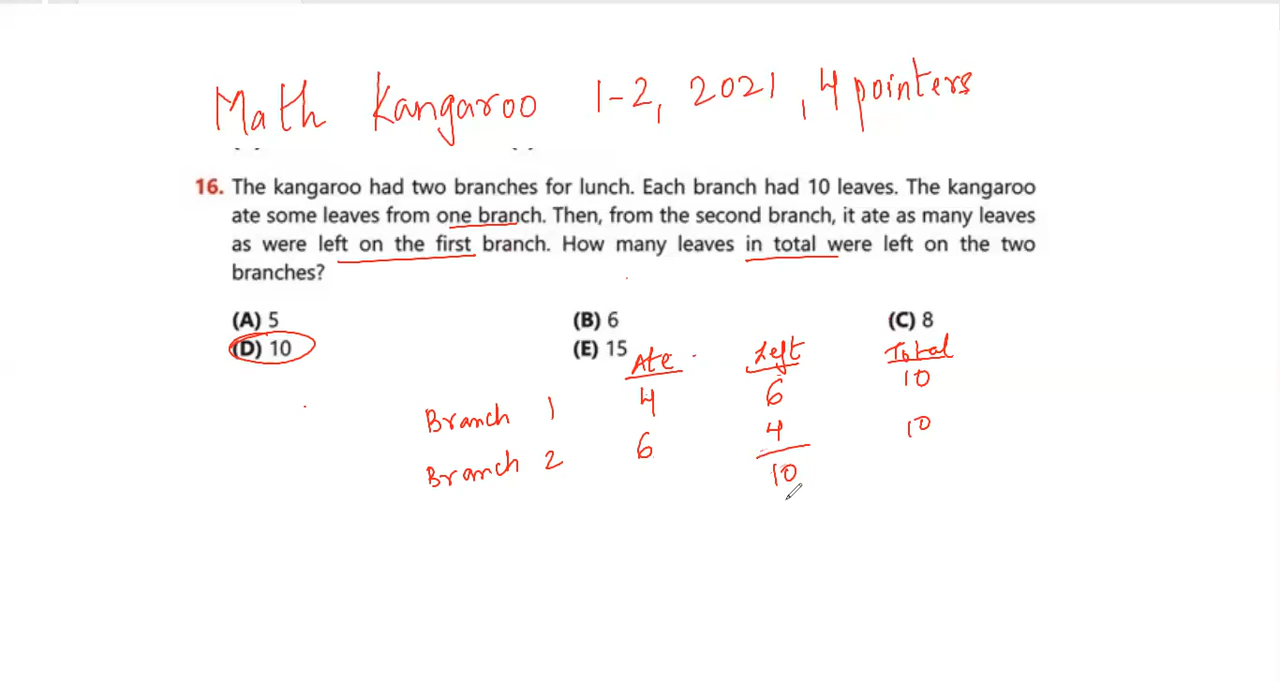 Math Kangaroo 1-2, 2021, 4 pointers
16. The kangaroo had two branches for lunch. Each branch had 10 leaves. The kangaroo
ate some leaves from one branch. Then, from the second branch, it ate as many leaves
as were left on the first branch. How many leaves in total were left on the two
branches?
(A) 5 (B) 6 (C) 8
(D) 10 (E) 15
Ate Left Total
Branch 1 4 6 10
Branch 2 6 4 10
10